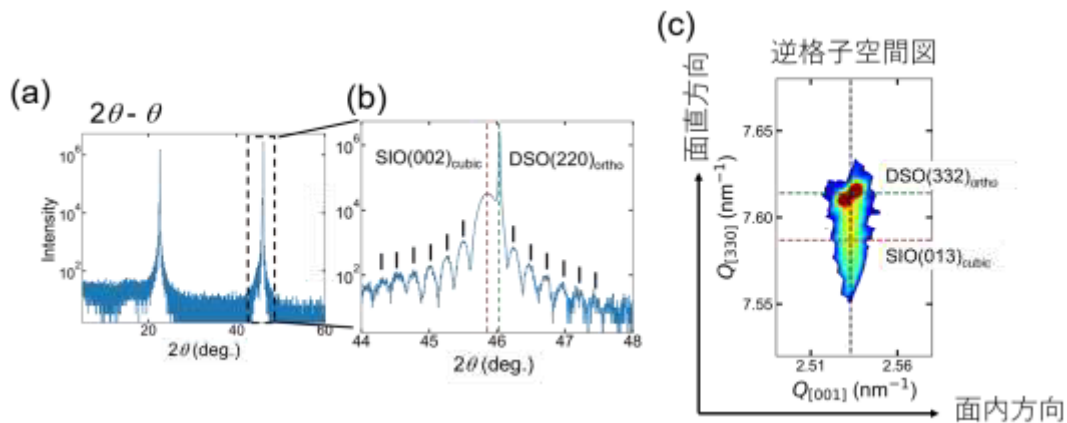 (a)
2θ - θ
Intensity
10⁶
10⁴
10²
20
40
60
2θ (deg.)
(b)
SIO(002)cubic
DSO(220)ortho
10⁶
10⁴
10²
44
45
46
47
48
2θ (deg.)
(c)
逆格子空間図
面直方向
Q[330] (nm⁻¹)
7.65
7.60
7.55
DSO(332)ortho
SIO(013)cubic
2.51
2.56
Q[001] (nm⁻¹)
面内方向